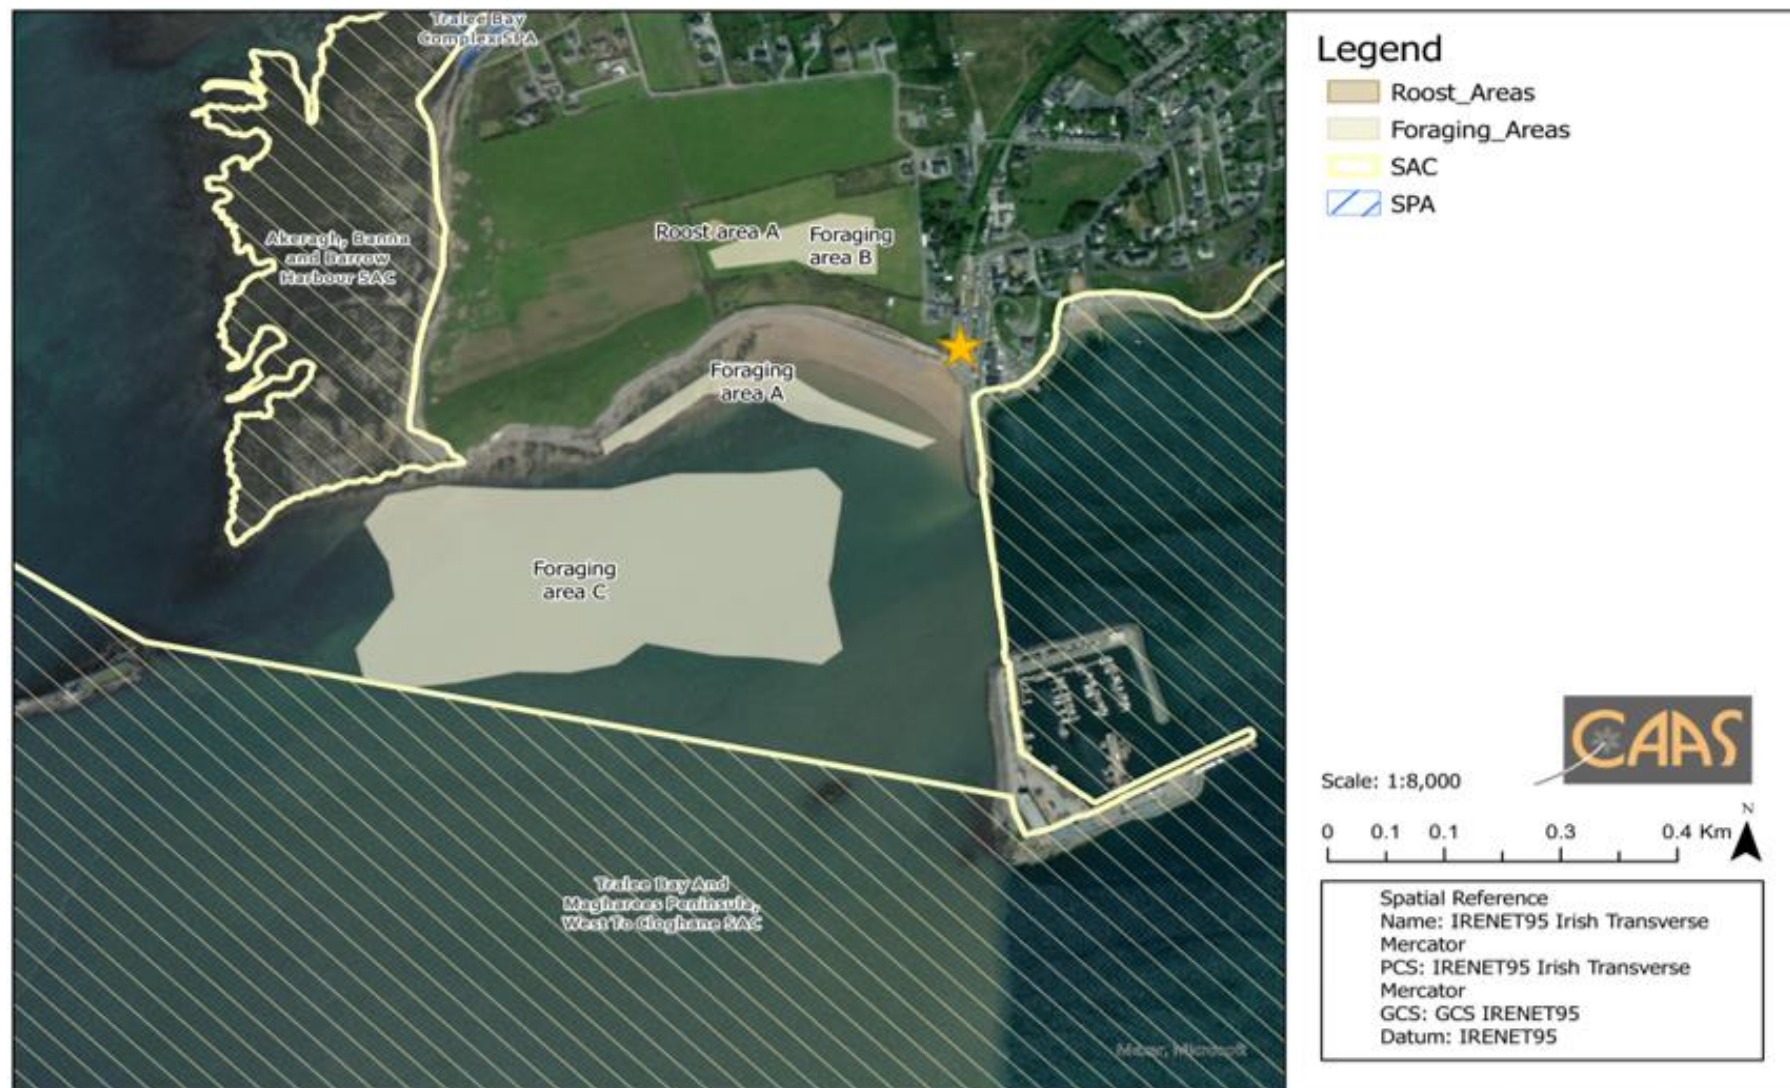 Tralee Bay
Complex SPA
Akeragh, Banna
and Barrow
Harbour SAC
Roost area A
Foraging
area B
Foraging
area A
Foraging
area C
Tralee Bay And
Magharees Peninsula,
West To Cloghane SAC
Maxar, Microsoft
Legend
Roost_Areas
Foraging_Areas
SAC
SPA
CAAS
Scale: 1:8,000
N
0 0.1 0.1 0.3 0.4 Km
Spatial Reference
Name: IRENET95 Irish Transverse
Mercator
PCS: IRENET95 Irish Transverse
Mercator
GCS: GCS IRENET95
Datum: IRENET95